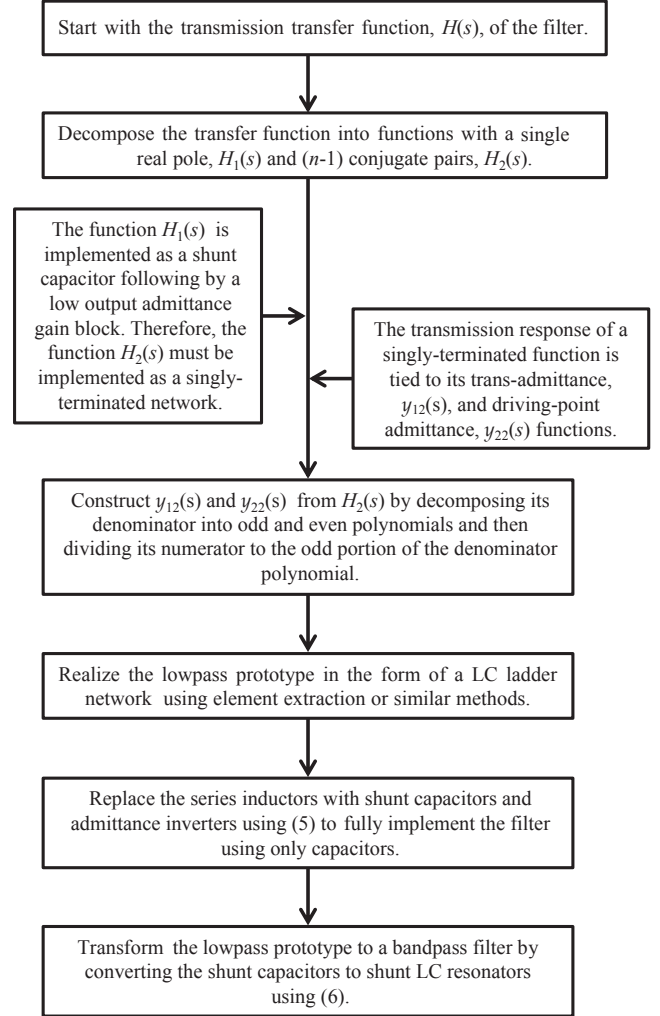 Start with the transmission transfer function, H(s), of the filter.
Decompose the transfer function into functions with a single
real pole, H1(s) and (n-1) conjugate pairs, H2(s).
The function H1(s) is
implemented as a shunt
capacitor following by a
low output admittance
gain block. Therefore, the
function H2(s) must be
implemented as a singly-
terminated network.
The transmission response of a
singly-terminated function is
tied to its trans-admittance,
y12(s), and driving-point
admittance, y22(s) functions.
Construct y12(s) and y22(s) from H2(s) by decomposing its
denominator into odd and even polynomials and then
dividing its numerator to the odd portion of the denominator
polynomial.
Realize the lowpass prototype in the form of a LC ladder
network using element extraction or similar methods.
Replace the series inductors with shunt capacitors and
admittance inverters using (5) to fully implement the filter
using only capacitors.
Transform the lowpass prototype to a bandpass filter by
converting the shunt capacitors to shunt LC resonators
using (6).